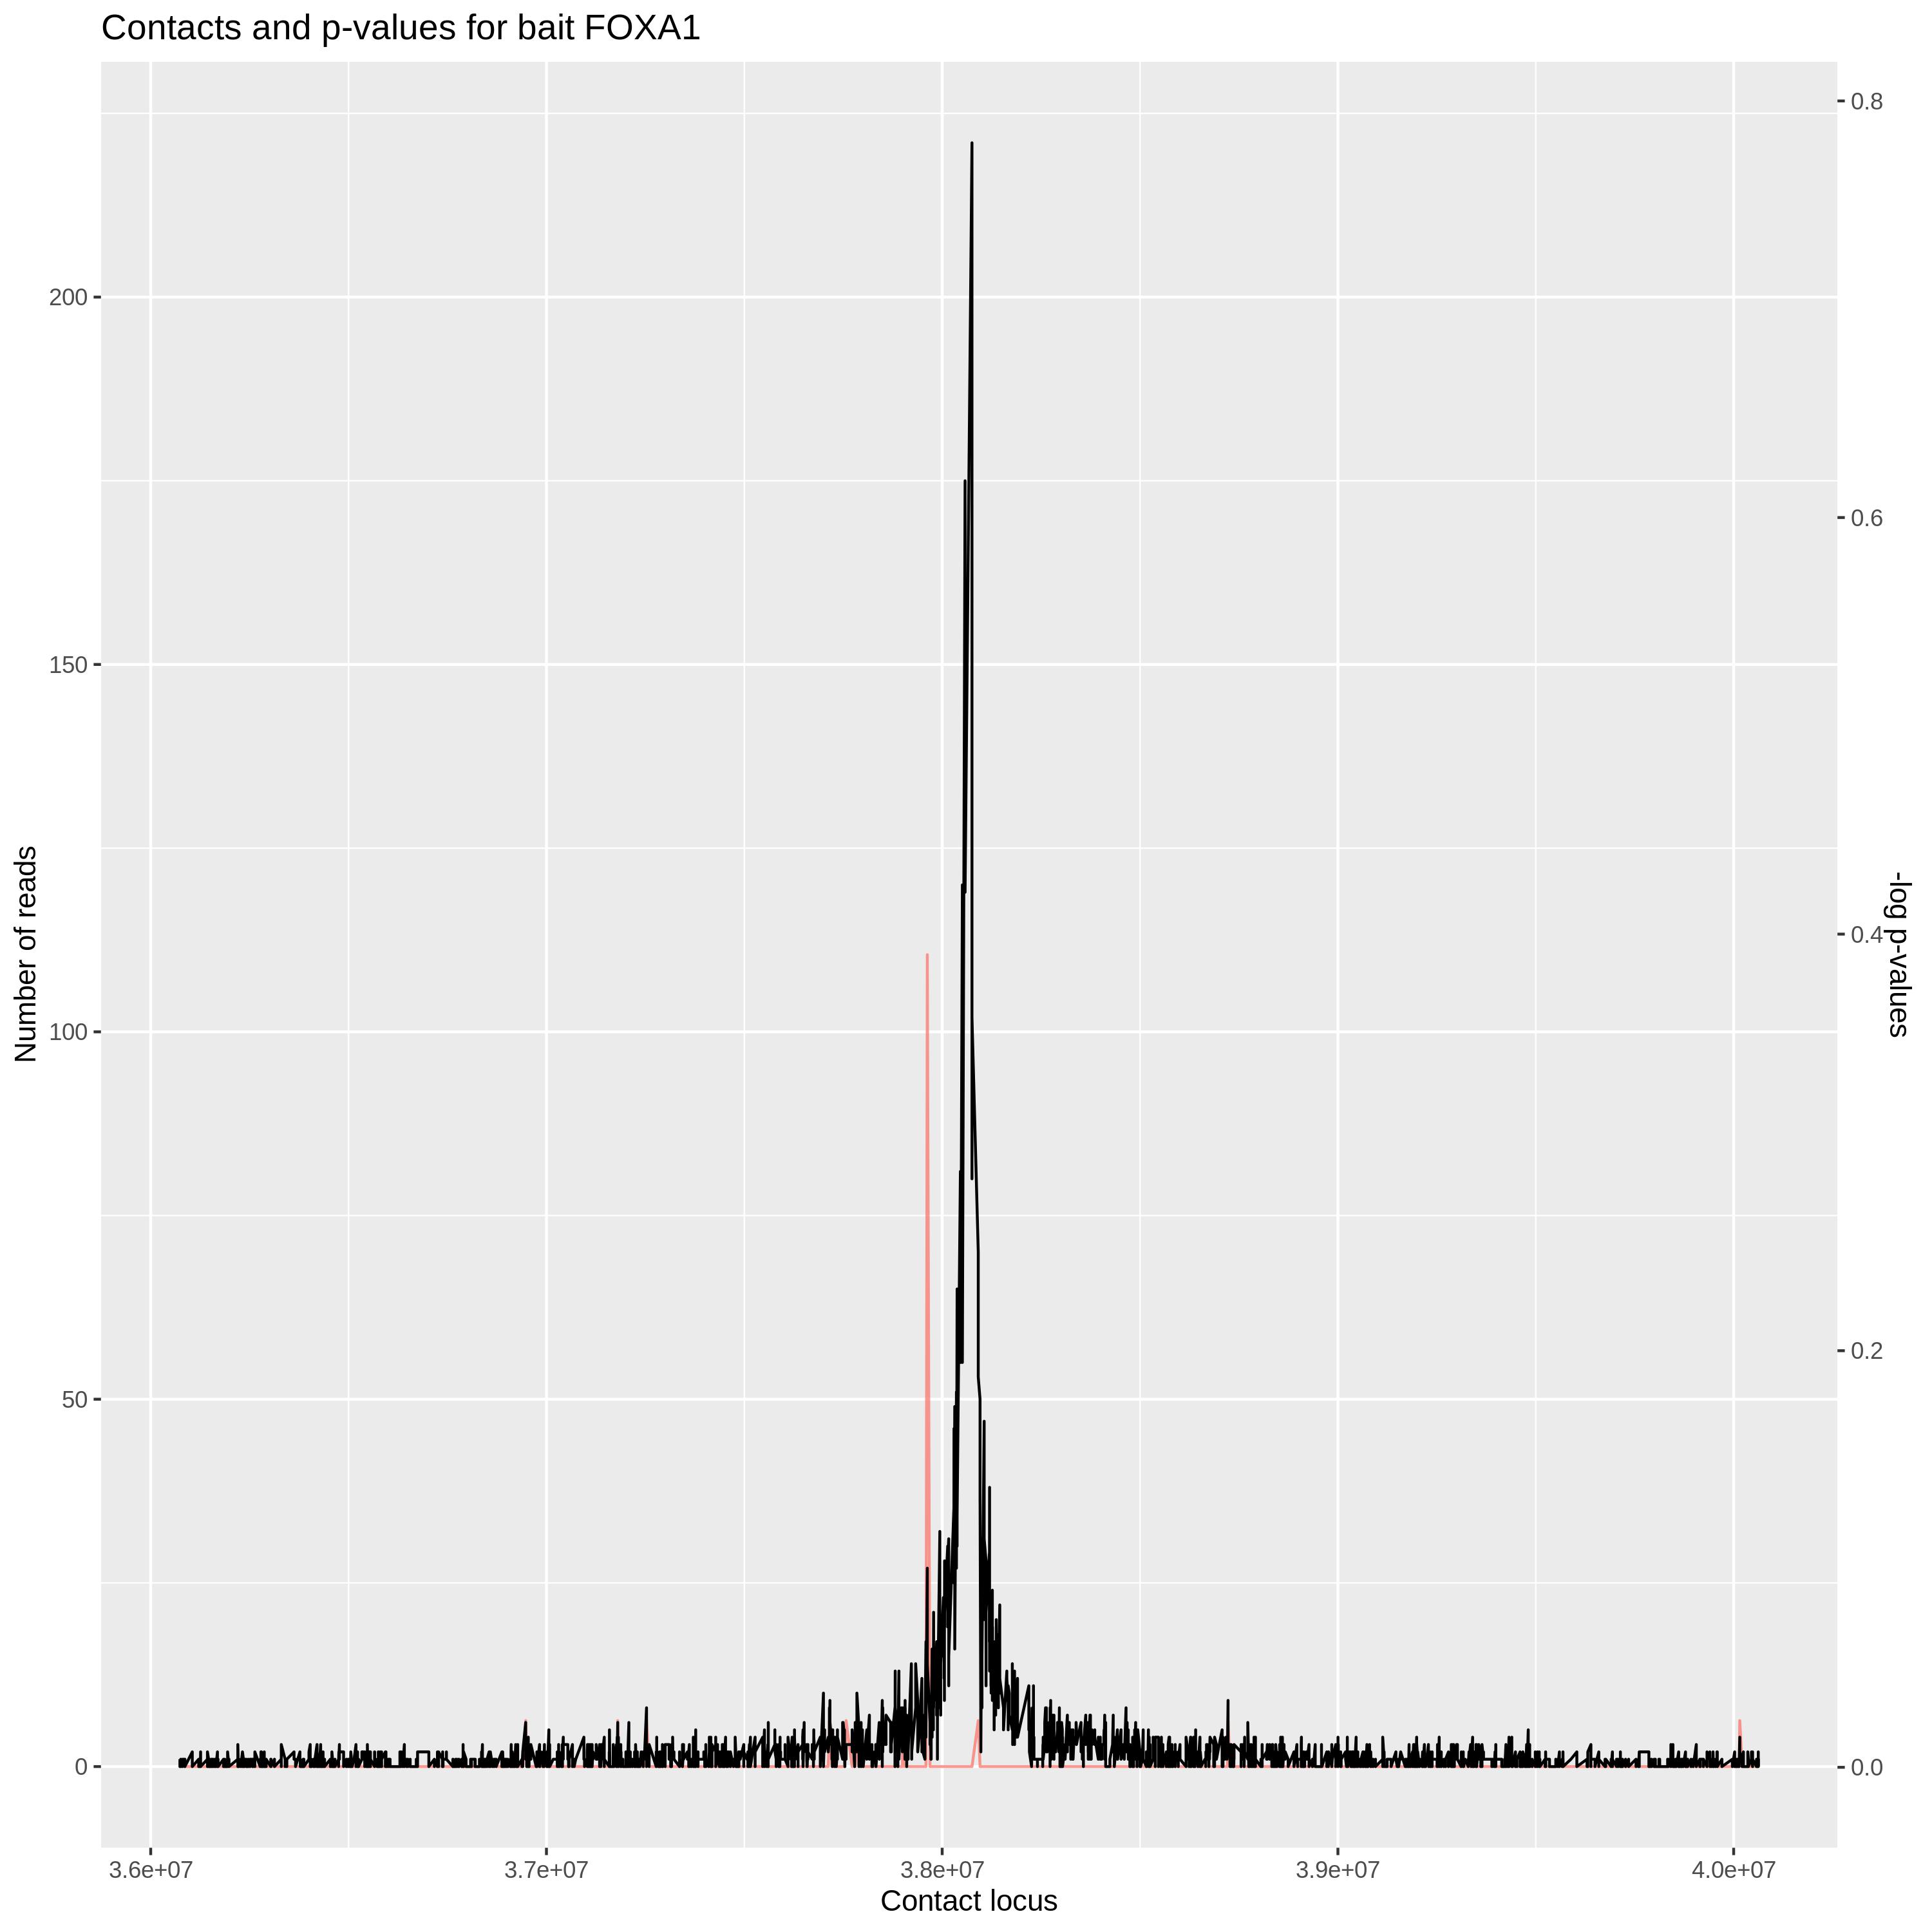 Contacts and p-values for bait FOXA1
0.8
200
0.6
150
Number of reads
0.4
-log p-values
100
0.2
50
0
0.0
3.6e+07
3.7e+07
3.8e+07
3.9e+07
4.0e+07
Contact locus